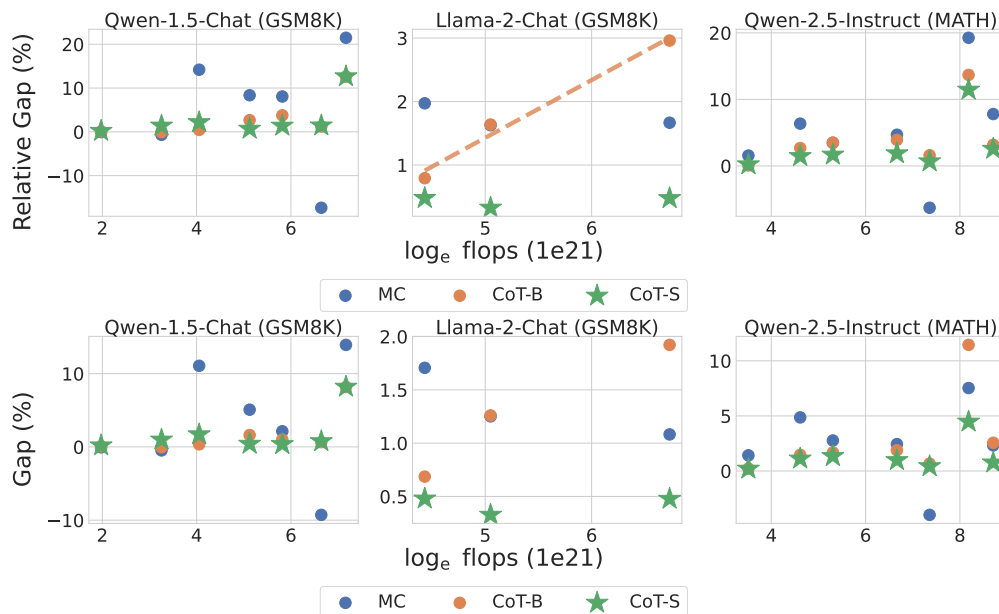 Qwen-1.5-Chat (GSM8K)
Llama-2-Chat (GSM8K)
Qwen-2.5-Instruct (MATH)
Relative Gap (%)
20
10
0
−10
2
4
6
3
2
1
5
6
20
10
0
4
6
8
logₑ flops (1e21)
MC
CoT-B
CoT-S
Qwen-1.5-Chat (GSM8K)
Llama-2-Chat (GSM8K)
Qwen-2.5-Instruct (MATH)
Gap (%)
10
0
−10
2
4
6
2.0
1.5
1.0
0.5
5
6
10
5
0
4
6
8
logₑ flops (1e21)
MC
CoT-B
CoT-S